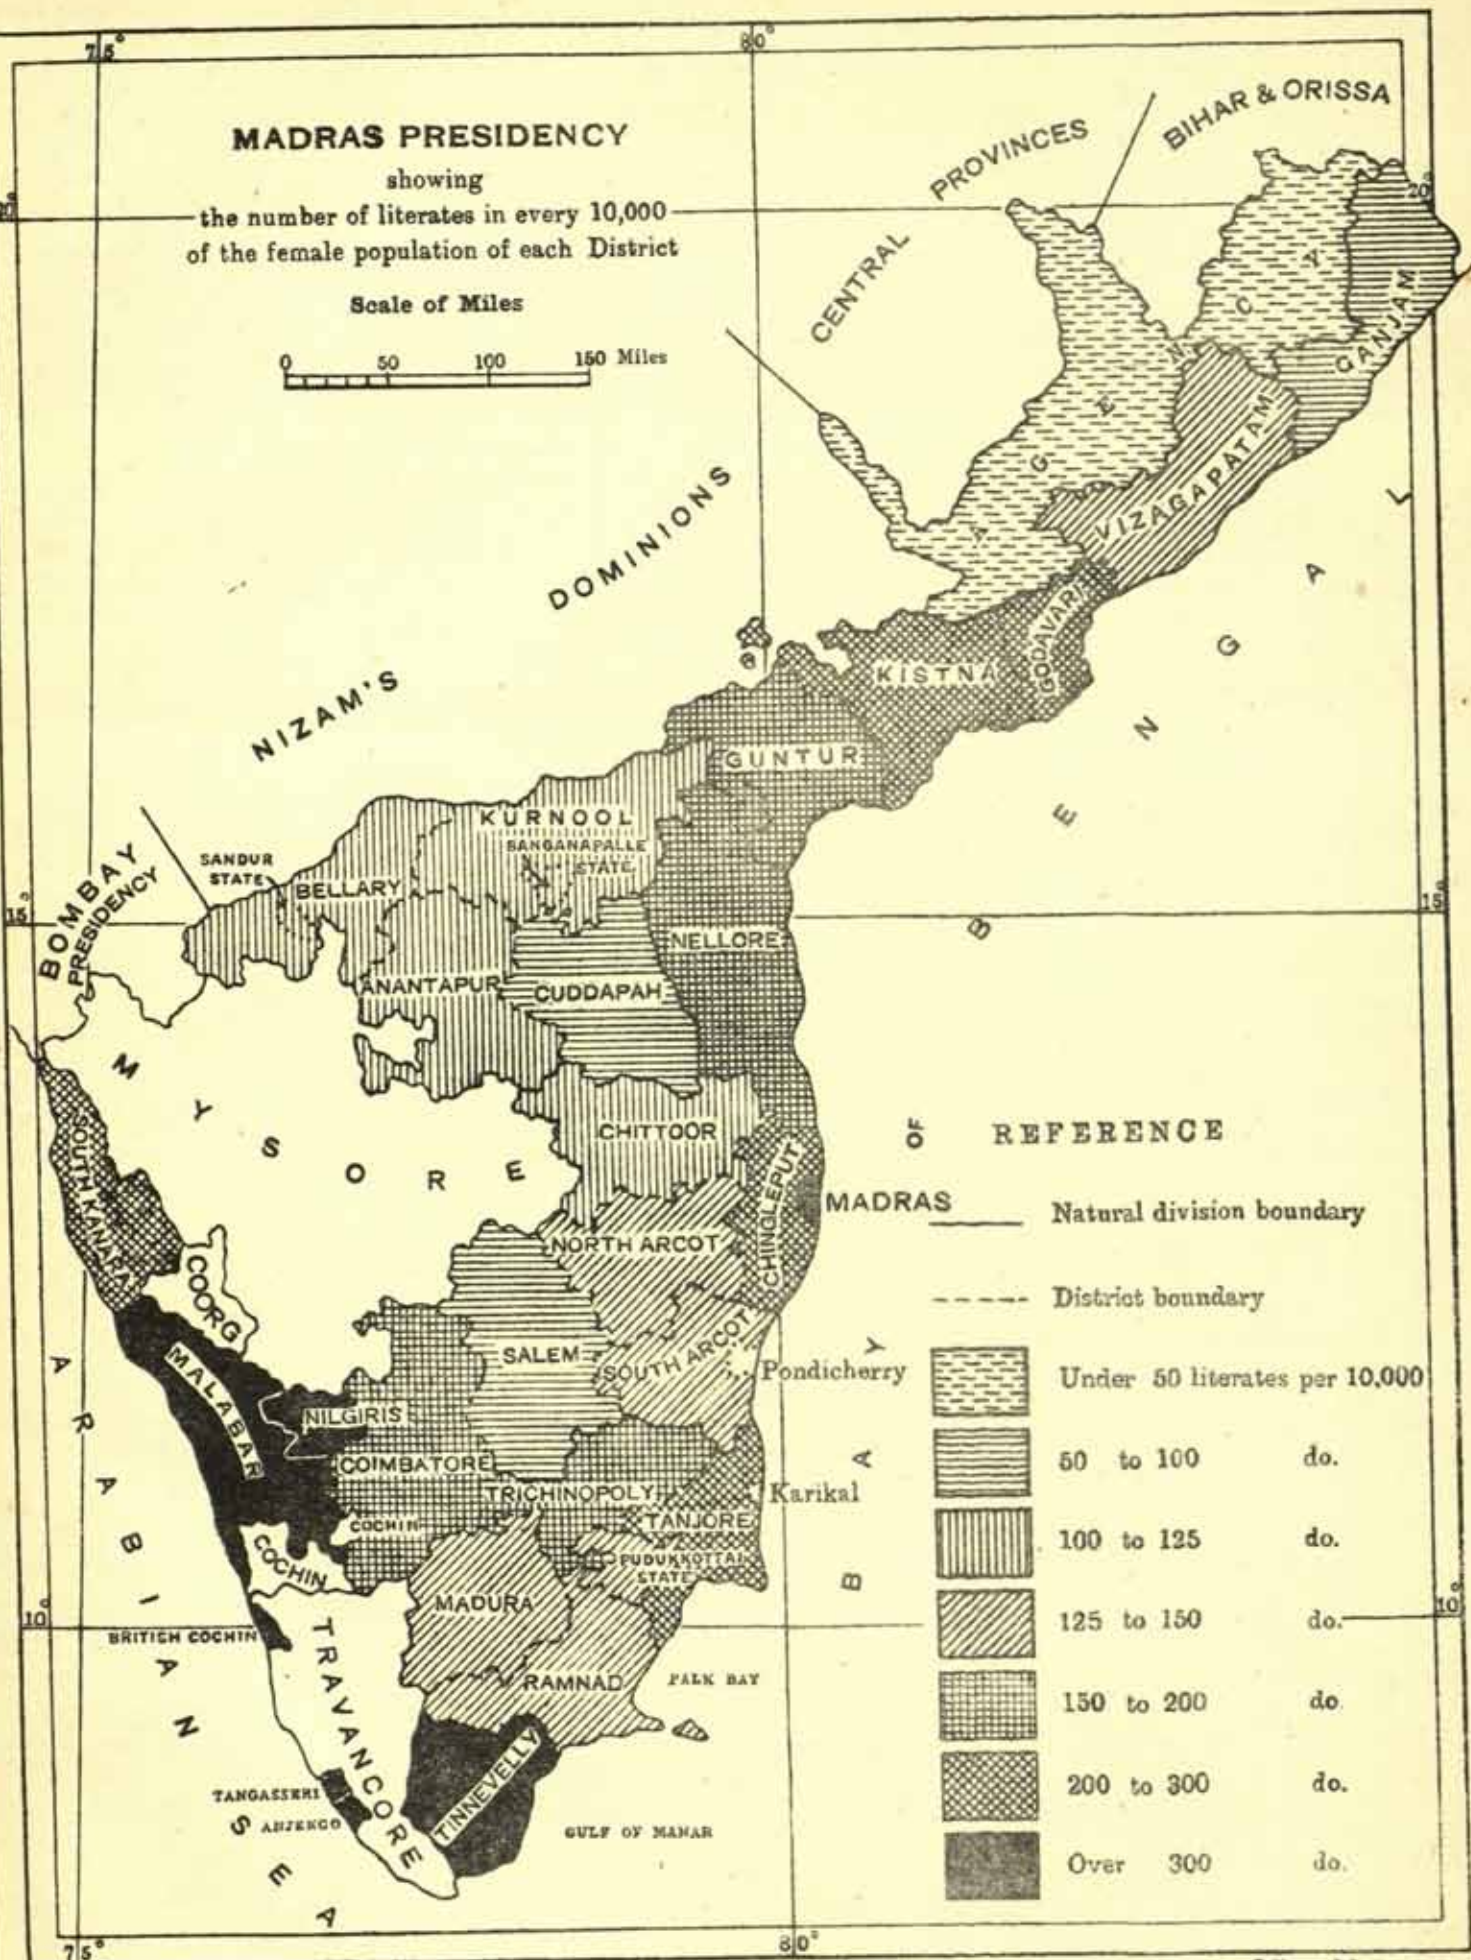 75°
80°
MADRAS PRESIDENCY
showing
the number of literates in every 10,000
of the female population of each District
Scale of Miles
0 50 100 150 Miles
CENTRAL PROVINCES
BIHAR & ORISSA
20°
AGENCY
GANJAM
VIZAGAPATAM
GODAVARI
KISTNA
NIZAM'S DOMINIONS
GUNTUR
KURNOOL
BANGANAPALLE
STATE
SANDUR
STATE
BELLARY
BOMBAY
PRESIDENCY
15°
15°
NELLORE
ANANTAPUR
CUDDAPAH
MYSORE
CHITTOOR
SOUTH KANARA
CHINGLEPUT
MADRAS
NORTH ARCOT
COORG
SALEM
SOUTH ARCOT
Pondicherry
MALABAR
NILGIRIS
COIMBATORE
TRICHINOPOLY
Karikal
TANJORE
COCHIN
COCHIN
PUDUKKOTTAI
STATE
MADURA
10°
10°
BRITISH COCHIN
TRAVANCORE
RAMNAD
PALK BAY
TINNEVELLY
TANGASSERI
ANJENGO
GULF OF MANAR
ARABIAN SEA
BAY OF BENGAL
REFERENCE
Natural division boundary
District boundary
Under 50 literates per 10,000
50 to 100 do.
100 to 125 do.
125 to 150 do.
150 to 200 do
200 to 300 do.
Over 300 do.
75°
80°